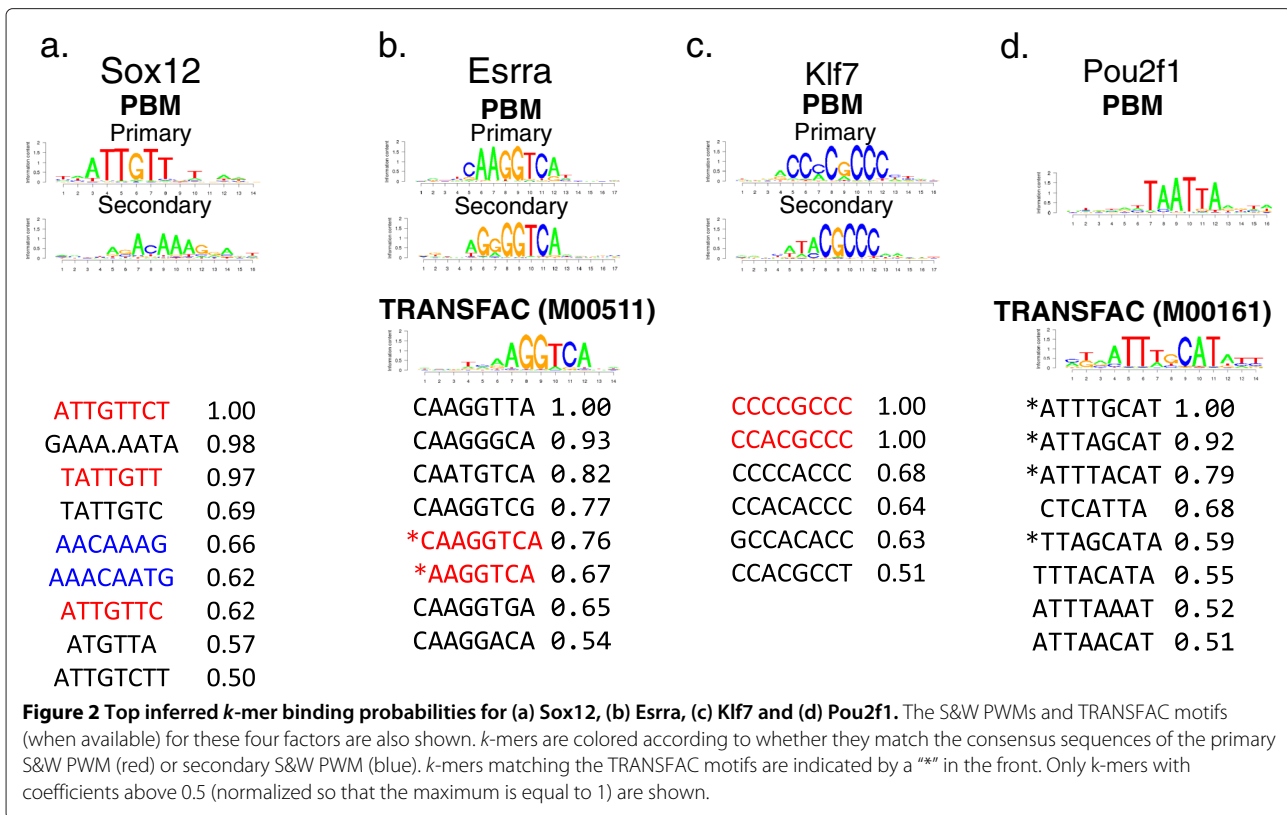 a.
Sox12
PBM
Primary
Secondary
ATTGTTCT 1.00
GAAA.AATA 0.98
TATTGTT 0.97
TATTGTC 0.69
AACAAAG 0.66
AAACAATG 0.62
ATTGTTC 0.62
ATGTTA 0.57
ATTGTCTT 0.50
b.
Esrra
PBM
Primary
Secondary
TRANSFAC (M00511)
CAAGGTTA 1.00
CAAGGGCA 0.93
CAATGTCA 0.82
CAAGGTCG 0.77
*CAAGGTCA 0.76
*AAGGTCA 0.67
CAAGGTGA 0.65
CAAGGACA 0.54
c.
Klf7
PBM
Primary
Secondary
CCCCGCCC 1.00
CCACGCCC 1.00
CCCCACCC 0.68
CCACACCC 0.64
GCCACACC 0.63
CCACGCCT 0.51
d.
Pou2f1
PBM
TRANSFAC (M00161)
*ATTTGCAT 1.00
*ATTAGCAT 0.92
*ATTTACAT 0.79
CTCATTA 0.68
*TTAGCATA 0.59
TTTACATA 0.55
ATTTAAAT 0.52
ATTAACAT 0.51
Figure 2 Top inferred k-mer binding probabilities for (a) Sox12, (b) Esrra, (c) Klf7 and (d) Pou2f1. The S&W PWMs and TRANSFAC motifs
(when available) for these four factors are also shown. k-mers are colored according to whether they match the consensus sequences of the primary
S&W PWM (red) or secondary S&W PWM (blue). k-mers matching the TRANSFAC motifs are indicated by a "*" in the front. Only k-mers with
coefficients above 0.5 (normalized so that the maximum is equal to 1) are shown.